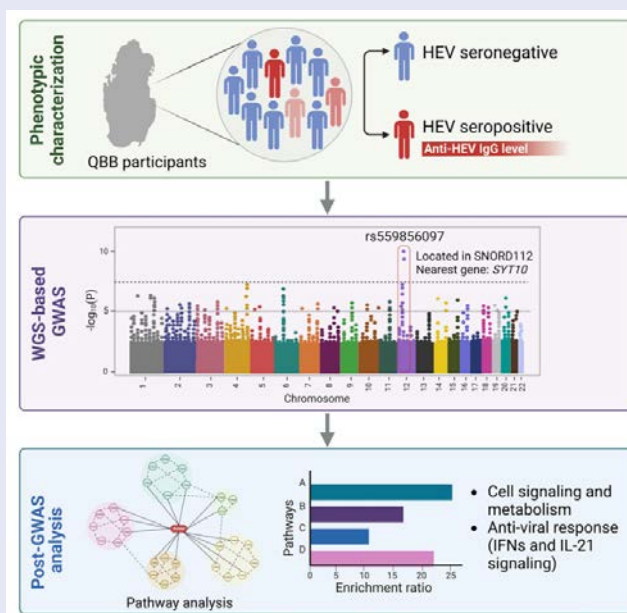 Phenotypic
characterization
QBB participants
HEV seronegative
HEV seropositive
Anti-HEV IgG level
WGS-based
GWAS
rs559856097
Located in SNORD112
Nearest gene: SYT10
-log₁₀(P)
10
5
0
1 2 3 4 5 6 7 8 9 10 11 12 13 14 15 16 17 18 19 20 21 22
Chromosome
Post-GWAS
analysis
Pathway analysis
Pathways
A
B
C
D
0 5 10 15 20 25
Enrichment ratio
• Cell signaling and
metabolism
• Anti-viral response
(IFNs and IL-21
signaling)